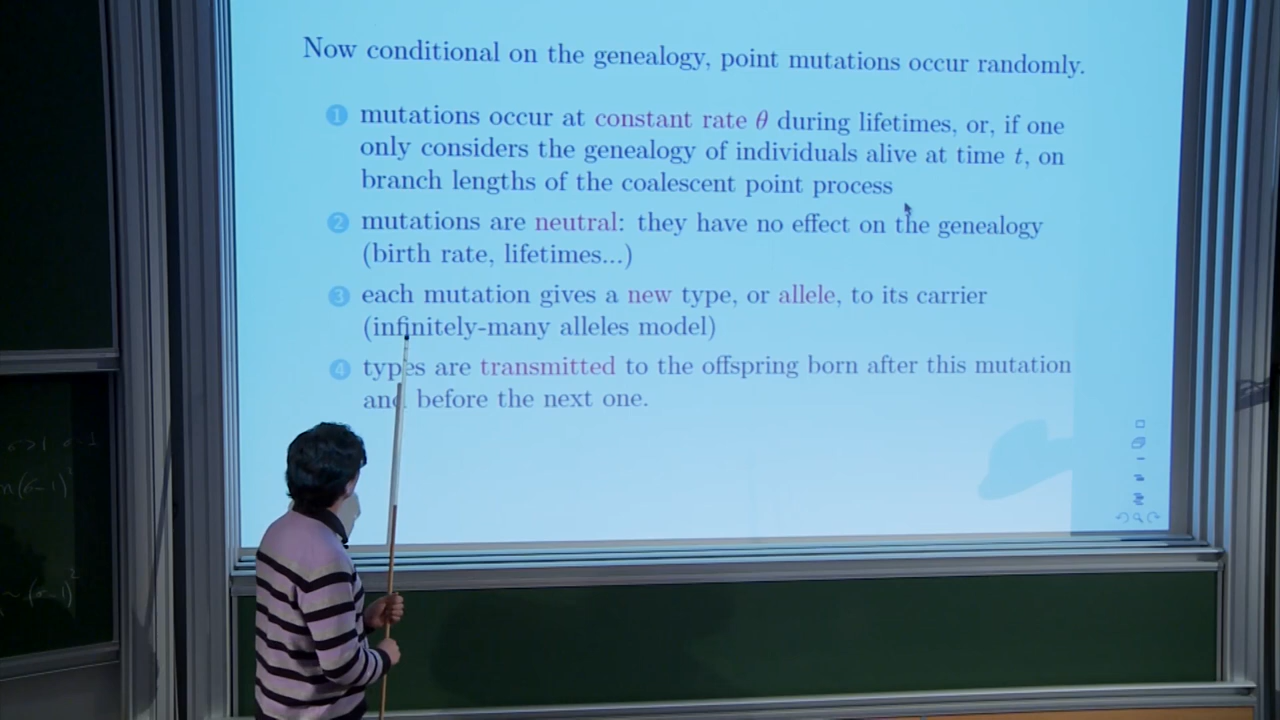 Now conditional on the genealogy, point mutations occur randomly.
1 mutations occur at constant rate θ during lifetimes, or, if one
only considers the genealogy of individuals alive at time t, on
branch lengths of the coalescent point process
2 mutations are neutral: they have no effect on the genealogy
(birth rate, lifetimes...)
3 each mutation gives a new type, or allele, to its carrier
(infinitely-many alleles model)
4 types are transmitted to the offspring born after this mutation
and before the next one.